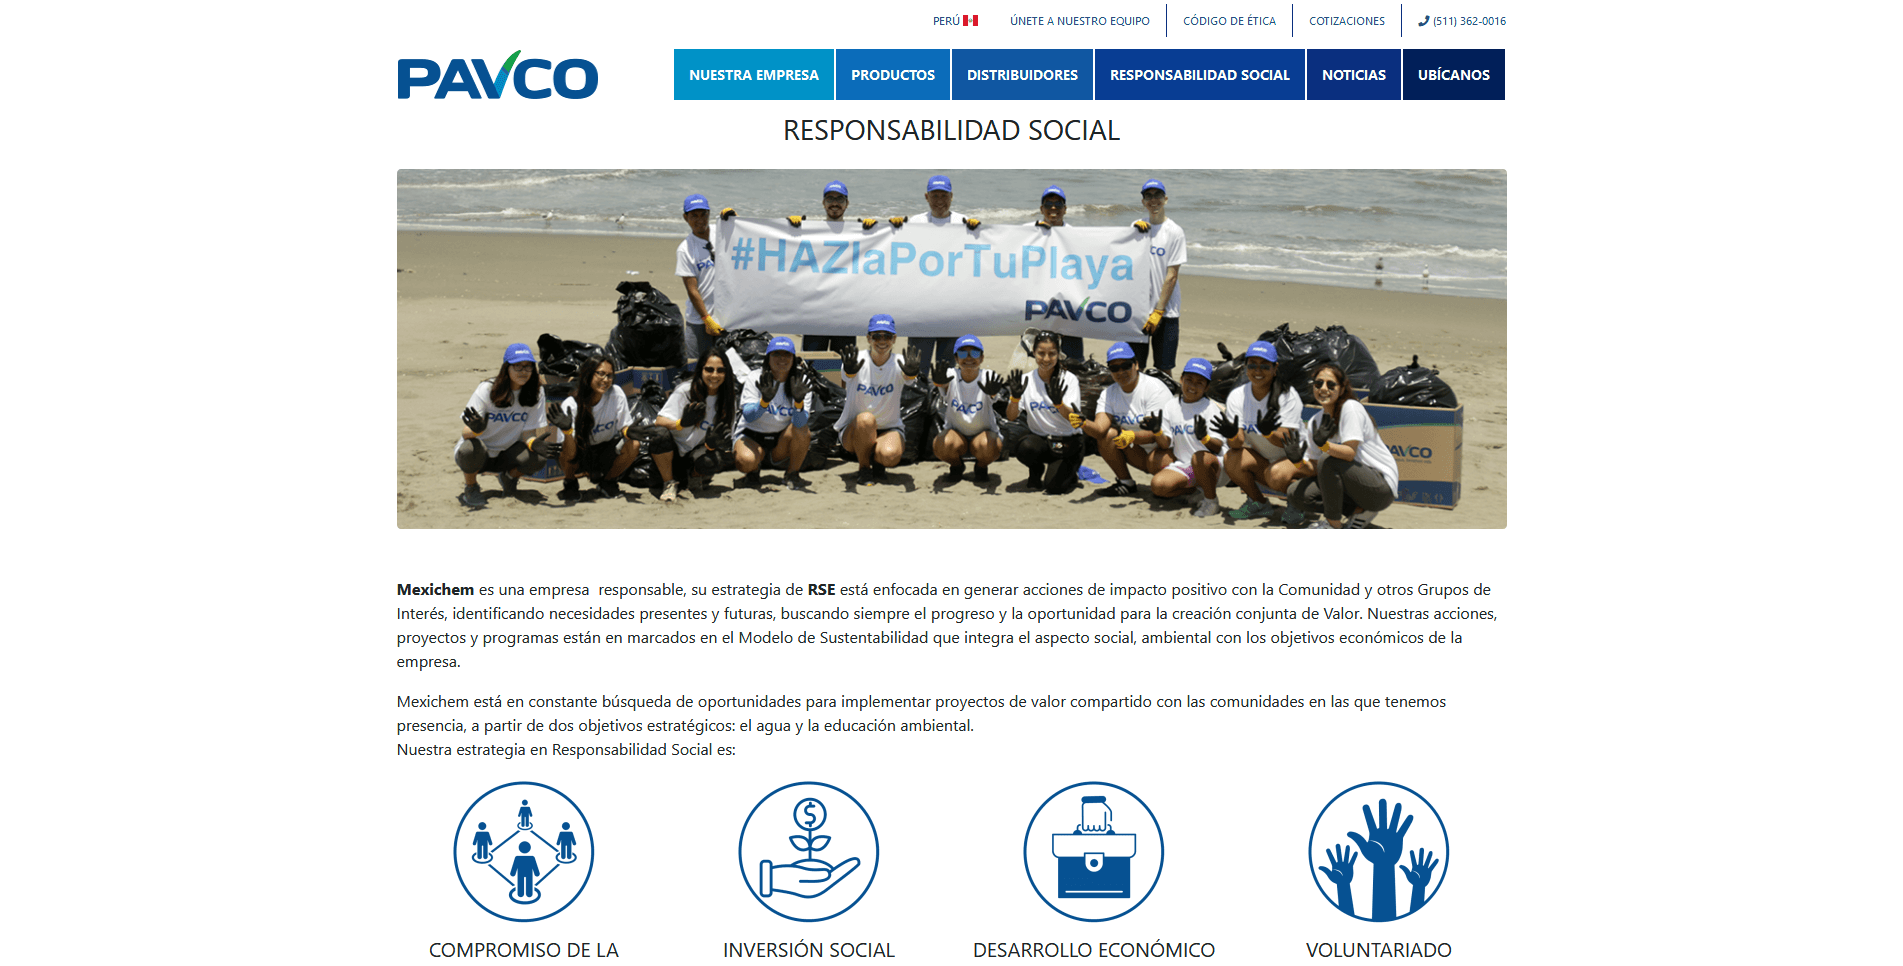 PERÚ
ÚNETE A NUESTRO EQUIPO
CÓDIGO DE ÉTICA
COTIZACIONES
(511) 362-0016
PAVCO
NUESTRA EMPRESA
PRODUCTOS
DISTRIBUIDORES
RESPONSABILIDAD SOCIAL
NOTICIAS
UBÍCANOS
RESPONSABILIDAD SOCIAL
#HAZlaPorTuPlaya
PAVCO
PAVCO
PAVCO
PAVCO
Mexichem es una empresa  responsable, su estrategia de RSE está enfocada en generar acciones de impacto positivo con la Comunidad y otros Grupos de
Interés, identificando necesidades presentes y futuras, buscando siempre el progreso y la oportunidad para la creación conjunta de Valor. Nuestras acciones,
proyectos y programas están en marcados en el Modelo de Sustentabilidad que integra el aspecto social, ambiental con los objetivos económicos de la
empresa.
Mexichem está en constante búsqueda de oportunidades para implementar proyectos de valor compartido con las comunidades en las que tenemos
presencia, a partir de dos objetivos estratégicos: el agua y la educación ambiental.
Nuestra estrategia en Responsabilidad Social es:
COMPROMISO DE LA
INVERSIÓN SOCIAL
DESARROLLO ECONÓMICO
VOLUNTARIADO